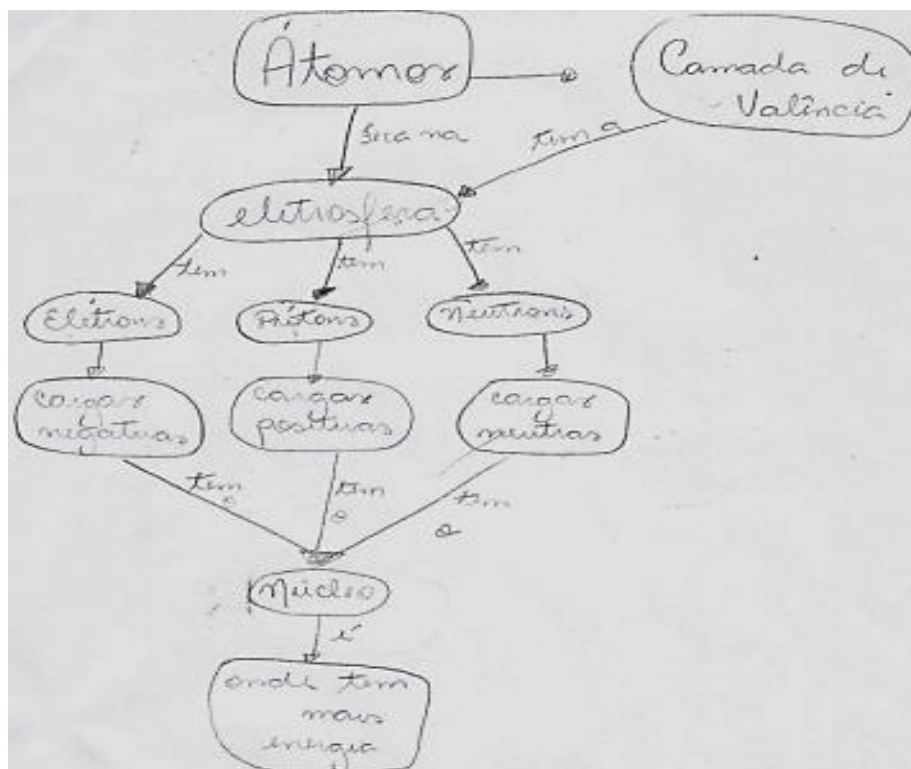 Átomos
Camada de
Valência
fica na
tem a
eletrosfera
tem
tem
tem
Elétrons
Prótons
Nêutrons
cargas
negativas
cargas
positivas
cargas
neutras
tem
o
tem
o
tem
o
Núcleo
é
onde tem
mais
energia